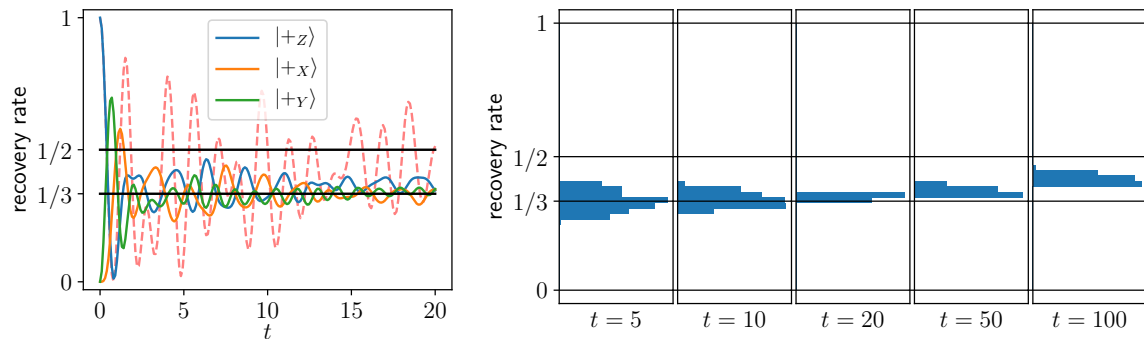 recovery rate
1
1/2
1/3
0
|+_Z⟩
|+_X⟩
|+_Y⟩
0 5 10 15 20
t
recovery rate
1
1/2
1/3
0
t = 5 t = 10 t = 20 t = 50 t = 100